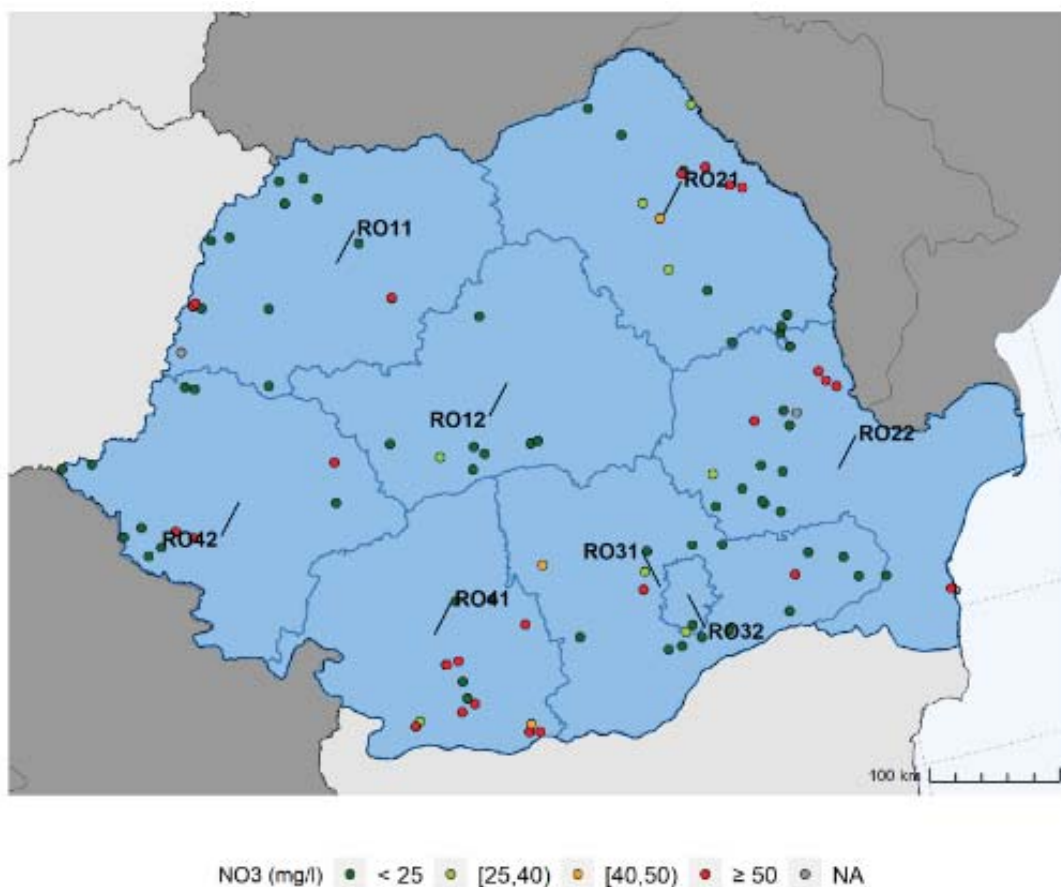 RO21
RO11
RO12
RO22
RO42
RO31
RO41
RO32
100 km
NO3 (mg/l) < 25 [25,40) [40,50) ≥ 50 NA